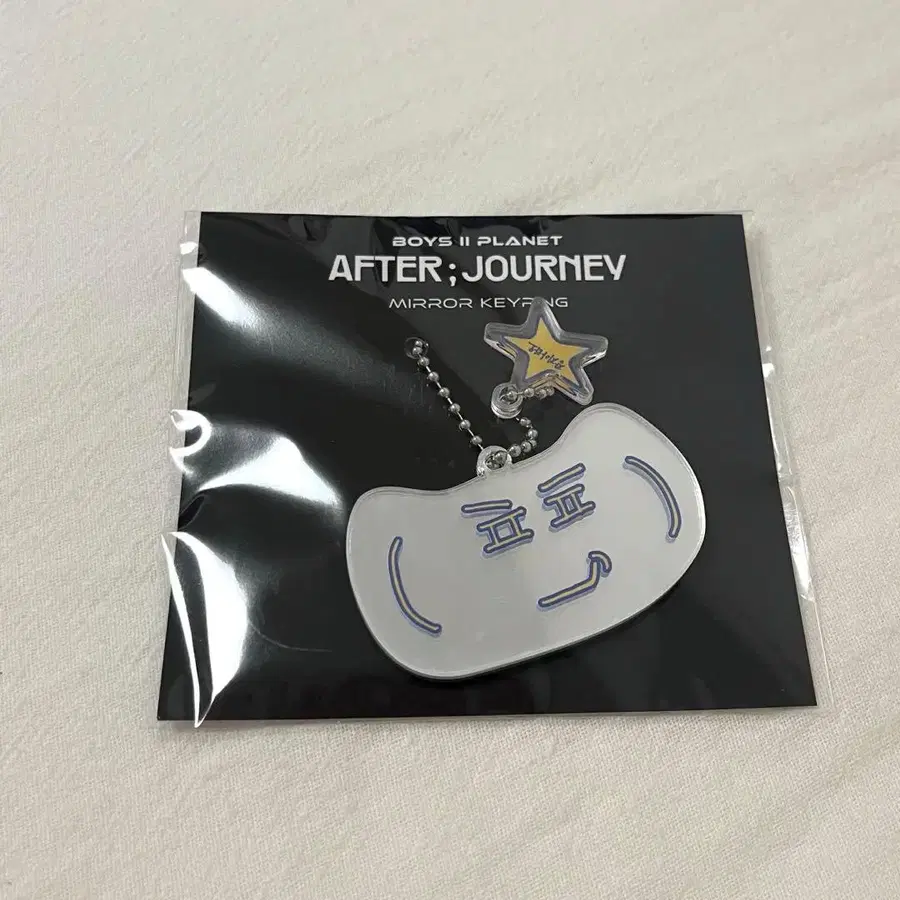 BOYS II PLANET
AFTER ; JOURNEY
MIRROR KEYRING